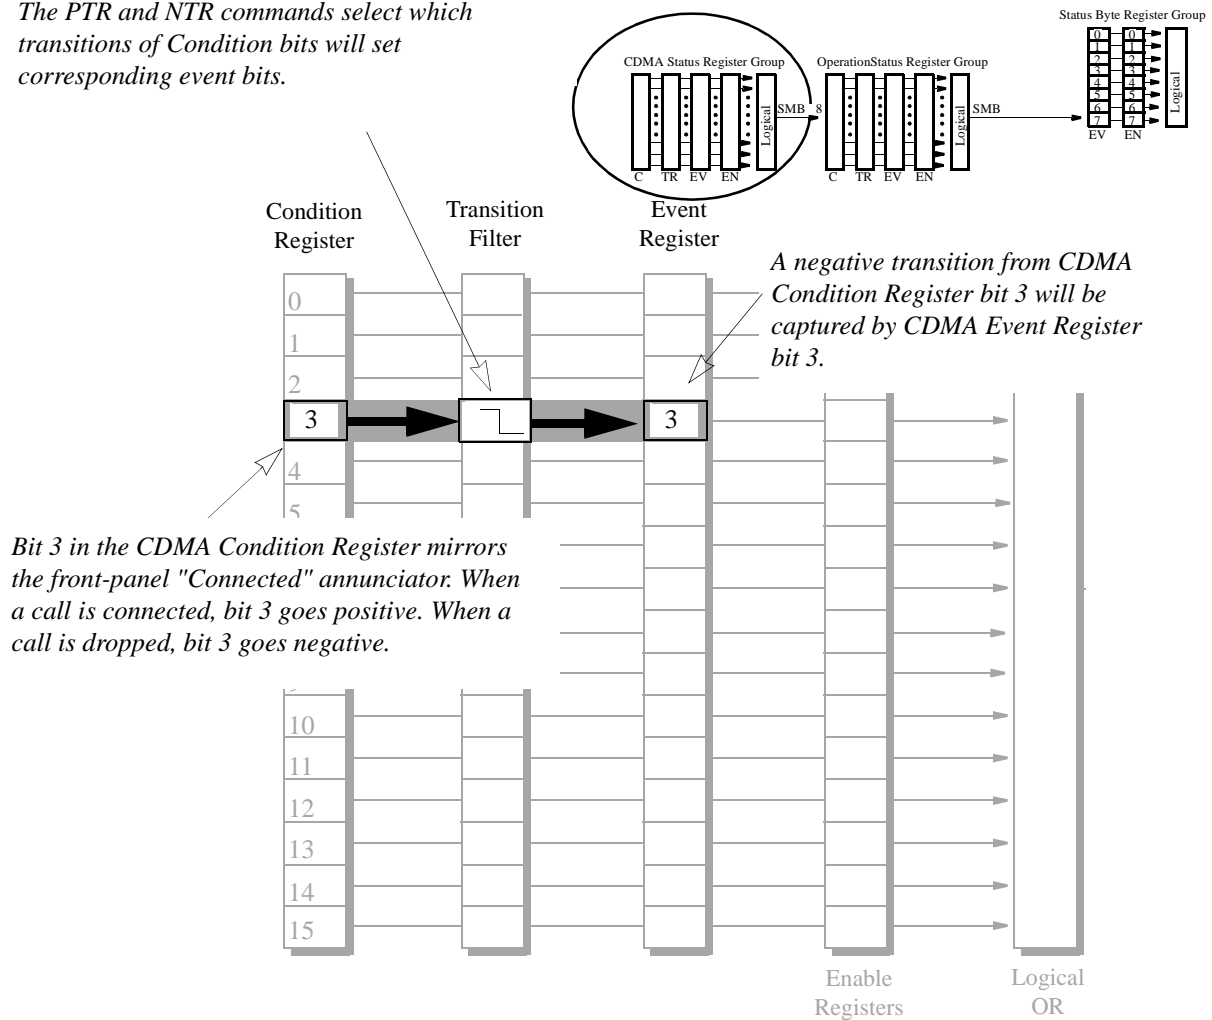 The PTR and NTR commands select which
transitions of Condition bits will set
corresponding event bits.
Status Byte Register Group
CDMA Status Register Group
OperationStatus Register Group
Logical
SMB
8
Logical
SMB
0 0
1 1
2 2
3 3
4 4
5 5
6 6
7 7
Logical
EV EN
C TR EV EN
C TR EV EN
Condition
Register
Transition
Filter
Event
Register
A negative transition from CDMA
Condition Register bit 3 will be
captured by CDMA Event Register
bit 3.
0
1
2
3
3
4
5
Bit 3 in the CDMA Condition Register mirrors
the front-panel "Connected" annunciator. When
a call is connected, bit 3 goes positive. When a
call is dropped, bit 3 goes negative.
10
11
12
13
14
15
Enable
Registers
Logical
OR